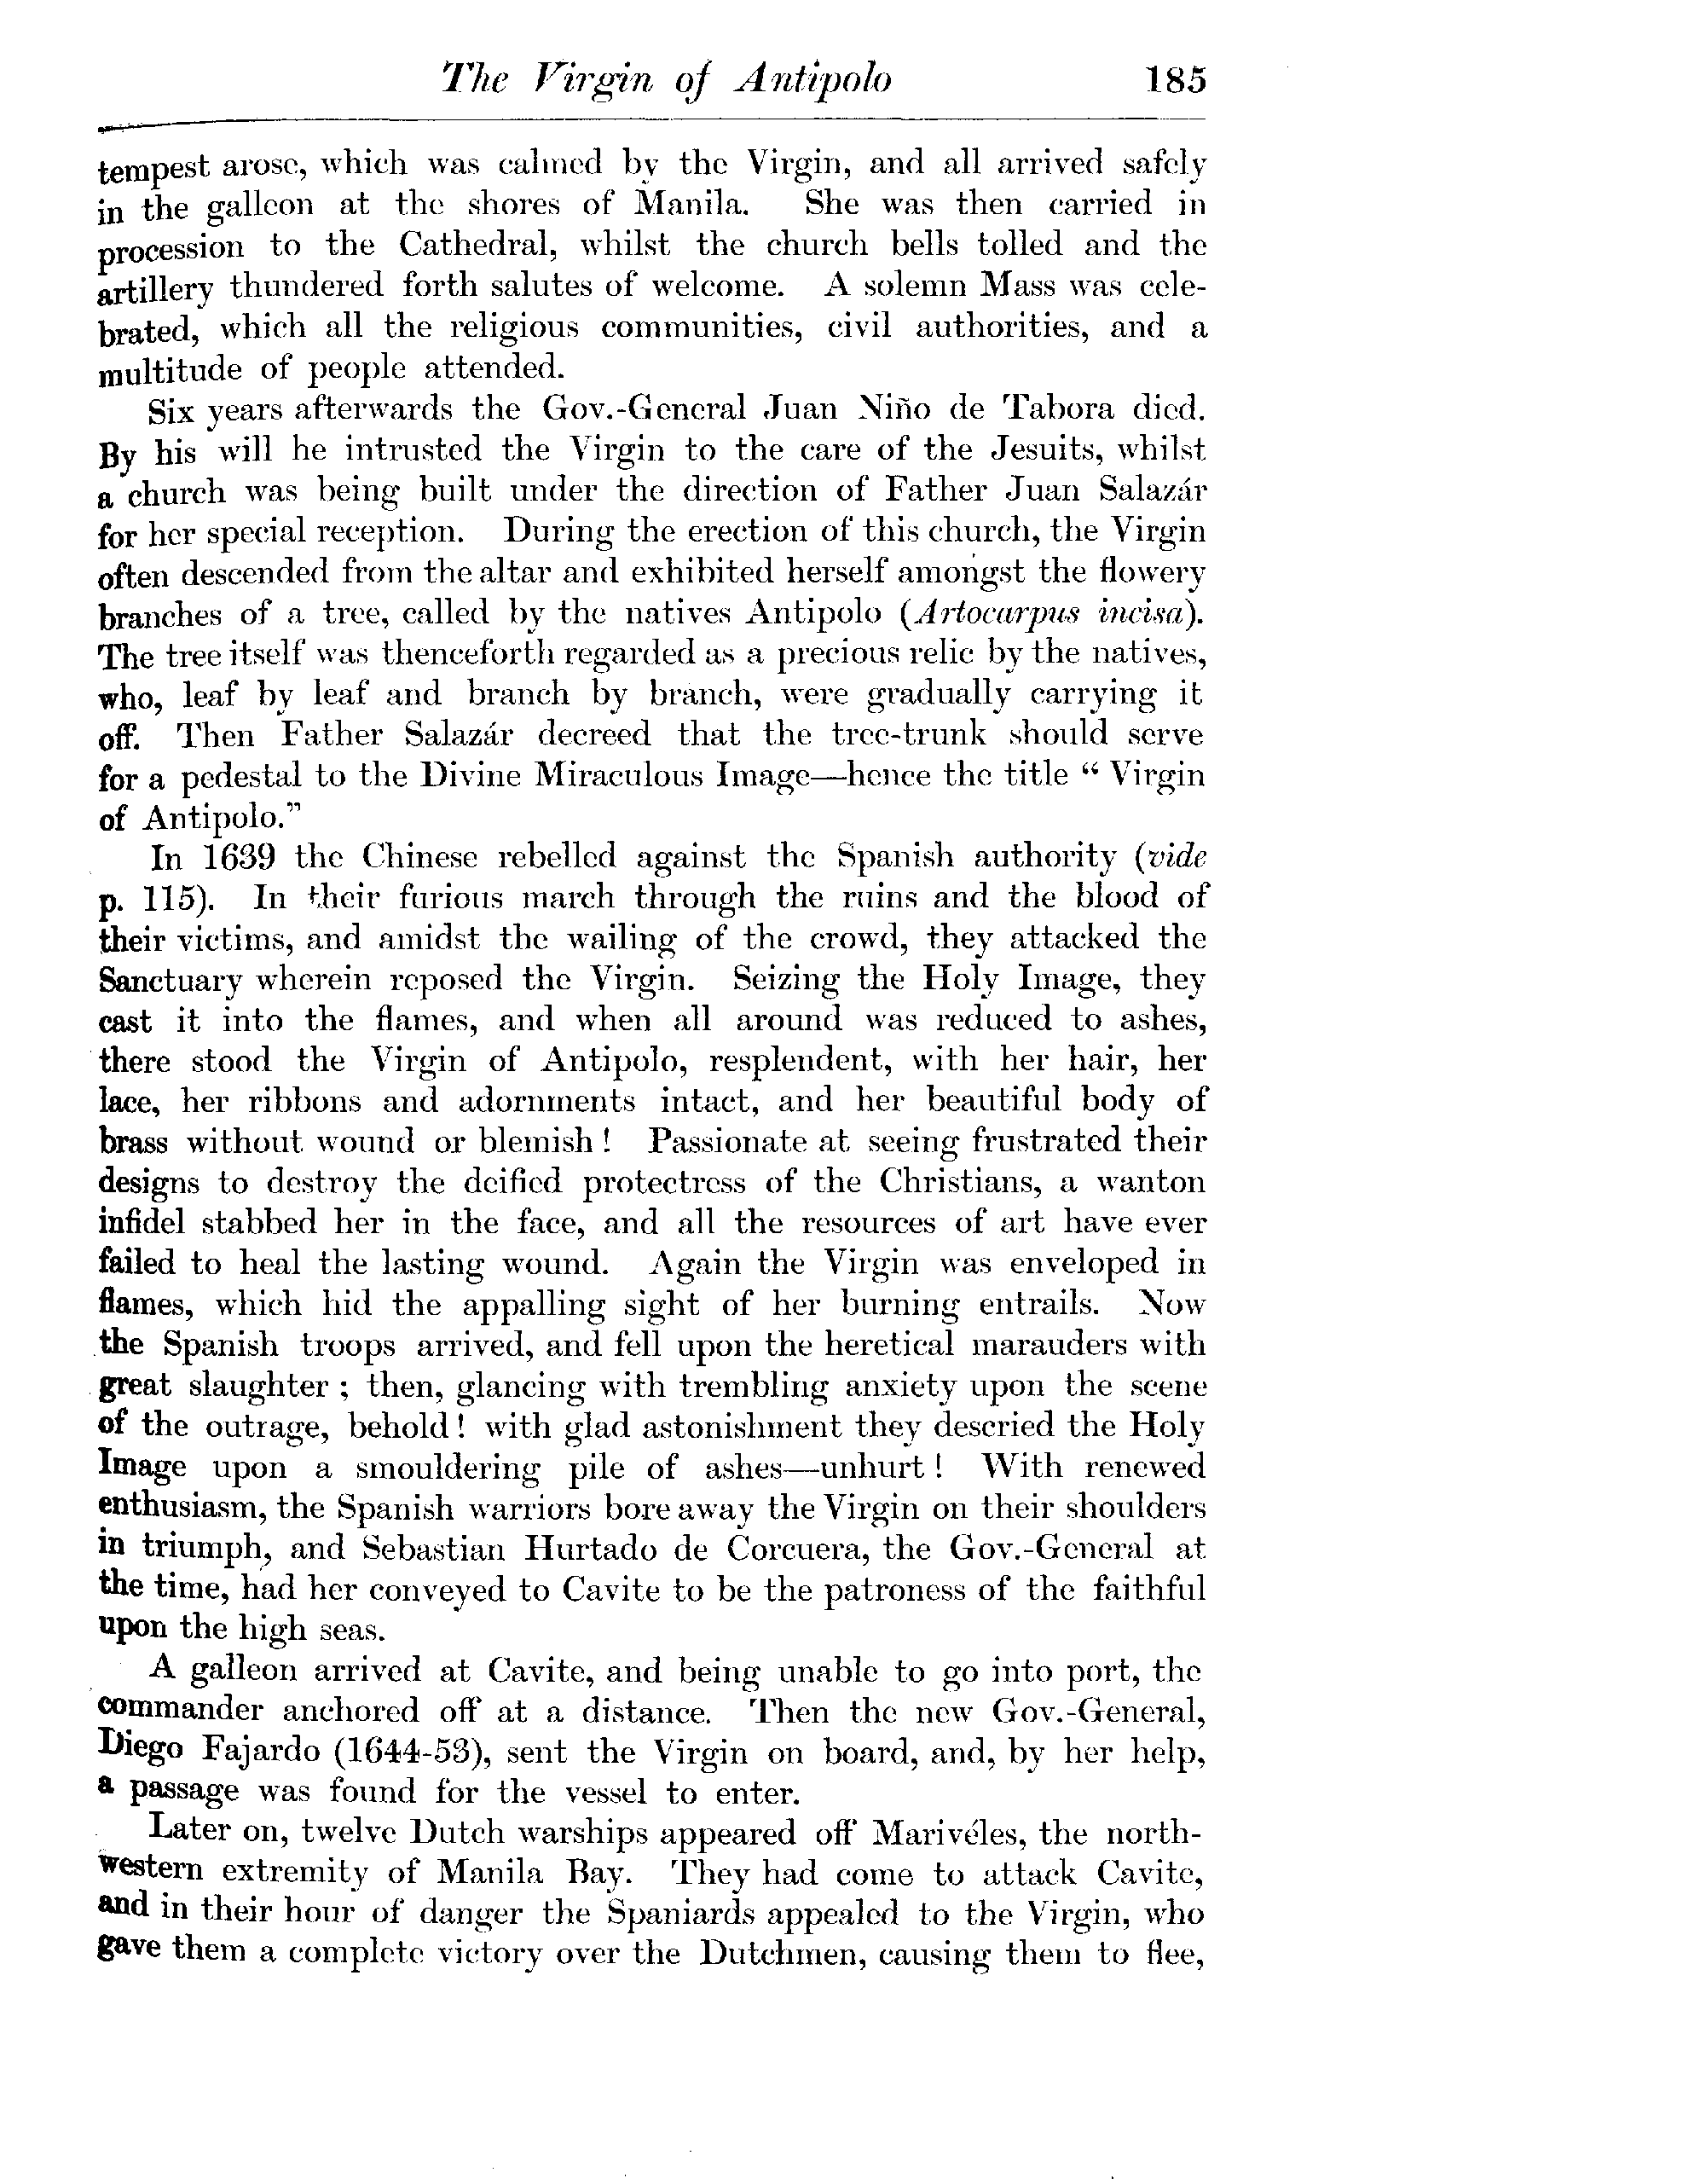 The Virgin of Antipolo 185
tempest arose, which was calmed by the Virgin, and all arrived safely
in the galleon at the shores of Manila. She was then carried in
procession to the Cathedral, whilst the church bells tolled and the
artillery thundered forth salutes of welcome. A solemn Mass was cele-
brated, which all the religious communities, civil authorities, and a
multitude of people attended.
Six years afterwards the Gov.-General Juan Niño de Tabora died.
By his will he intrusted the Virgin to the care of the Jesuits, whilst
a church was being built under the direction of Father Juan Salazár
for her special reception. During the erection of this church, the Virgin
often descended from the altar and exhibited herself amongst the flowery
branches of a tree, called by the natives Antipolo (Artocarpus incisa).
The tree itself was thenceforth regarded as a precious relic by the natives,
who, leaf by leaf and branch by branch, were gradually carrying it
off. Then Father Salazár decreed that the tree-trunk should serve
for a pedestal to the Divine Miraculous Image—hence the title “ Virgin
of Antipolo.”
In 1639 the Chinese rebelled against the Spanish authority (vide
p. 115). In their furious march through the ruins and the blood of
their victims, and amidst the wailing of the crowd, they attacked the
Sanctuary wherein reposed the Virgin. Seizing the Holy Image, they
cast it into the flames, and when all around was reduced to ashes,
there stood the Virgin of Antipolo, resplendent, with her hair, her
lace, her ribbons and adornments intact, and her beautiful body of
brass without wound or blemish ! Passionate at seeing frustrated their
designs to destroy the deified protectress of the Christians, a wanton
infidel stabbed her in the face, and all the resources of art have ever
failed to heal the lasting wound. Again the Virgin was enveloped in
flames, which hid the appalling sight of her burning entrails. Now
the Spanish troops arrived, and fell upon the heretical marauders with
great slaughter ; then, glancing with trembling anxiety upon the scene
of the outrage, behold ! with glad astonishment they descried the Holy
Image upon a smouldering pile of ashes—unhurt ! With renewed
enthusiasm, the Spanish warriors bore away the Virgin on their shoulders
in triumph, and Sebastian Hurtado de Corcuera, the Gov.-General at
the time, had her conveyed to Cavite to be the patroness of the faithful
upon the high seas.
A galleon arrived at Cavite, and being unable to go into port, the
commander anchored off at a distance. Then the new Gov.-General,
Diego Fajardo (1644-53), sent the Virgin on board, and, by her help,
a passage was found for the vessel to enter.
Later on, twelve Dutch warships appeared off Marivéles, the north-
western extremity of Manila Bay. They had come to attack Cavite,
and in their hour of danger the Spaniards appealed to the Virgin, who
gave them a complete victory over the Dutchmen, causing them to flee,